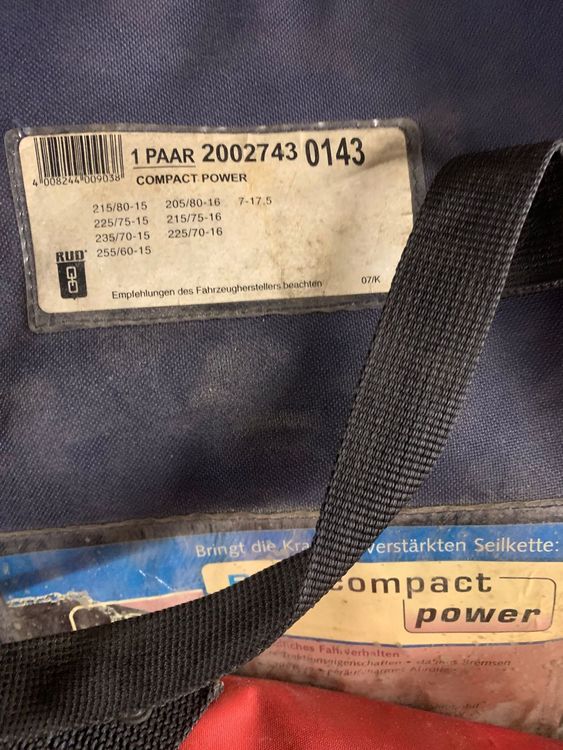 1 PAAR 2002743 0143
4 008244 009038
COMPACT POWER
215/80-15 205/80-16 7-17.5
225/75-15 215/75-16
235/70-15 225/70-16
255/60-15
RUD
Empfehlungen des Fahrzeugherstellers beachten
07/K
Bringt die verstärkten Seilkette:
compact
power
Fahrverhalten
Bremsen